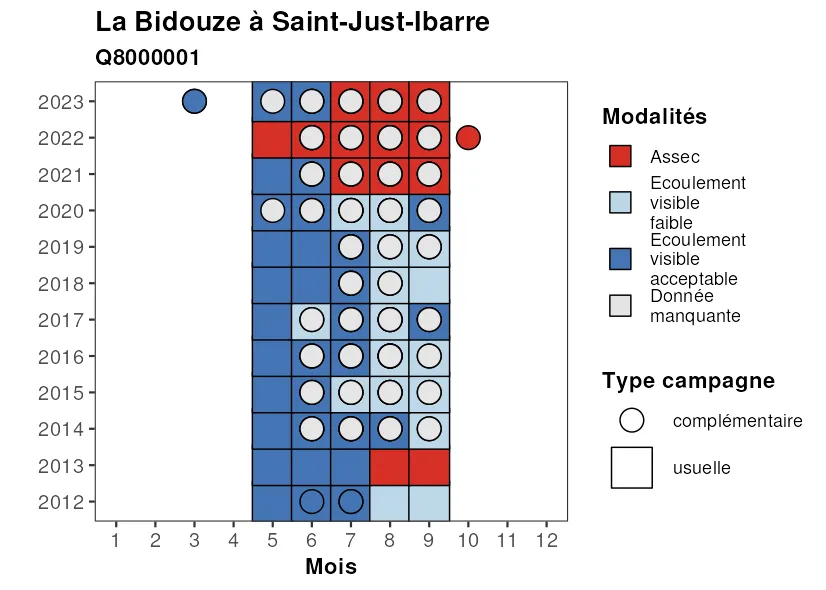 La Bidouze à Saint-Just-Ibarre
Q8000001
2023
2022
2021
2020
2019
2018
2017
2016
2015
2014
2013
2012
1 2 3 4 5 6 7 8 9 10 11 12
Mois
Modalités
Assec
Ecoulement
visible
faible
Ecoulement
visible
acceptable
Donnée
manquante
Type campagne
complémentaire
usuelle